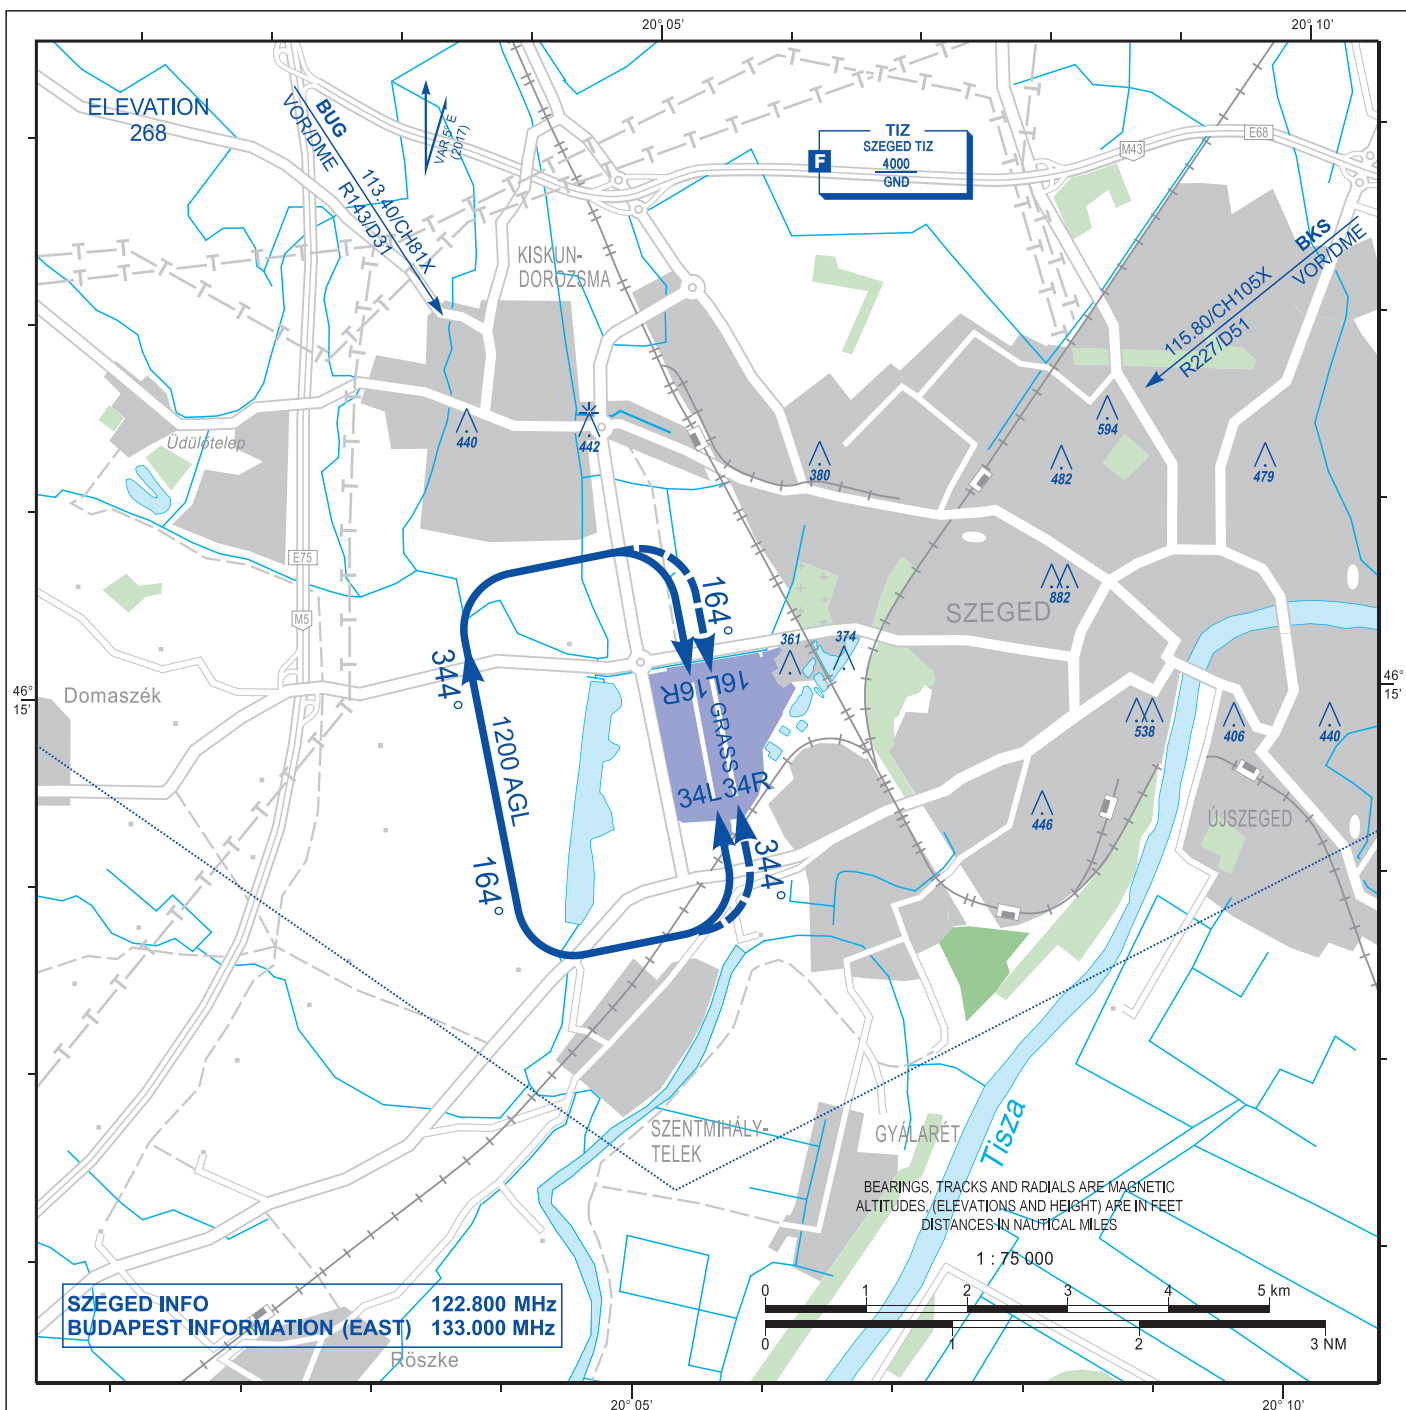 20° 05'
20° 10'
ELEVATION
268
BUG
VOR/DME
113.40/CH81X
R143/D31
VAR 5° E
(2017)
TIZ
SZEGED TIZ
4000
GND
F
M43
E68
BKS
VOR/DME
115.80/CH105X
R227/D51
KISKUN-
DOROZSMA
440
442
380
594
482
479
Üdülőtelep
E75
M5
882
SZEGED
164°
361
374
344°
46°
15'
Domaszék
16L16R
GRASS
34L34R
1200 AGL
46°
15'
538
406
440
446
ÚJSZEGED
164°
344°
SZENTMIHÁLY-
TELEK
GYÁLARÉT
Tisza
BEARINGS, TRACKS AND RADIALS ARE MAGNETIC
ALTITUDES, (ELEVATIONS AND HEIGHT) ARE IN FEET
DISTANCES IN NAUTICAL MILES
1 : 75 000
0 1 2 3 4 5 km
0 1 2 3 NM
SZEGED INFO 122.800 MHz
BUDAPEST INFORMATION (EAST) 133.000 MHz
Röszke
20° 05'
20° 10'